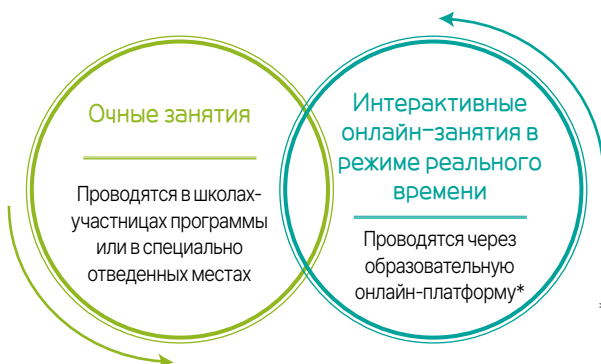 Очные занятия
Проводятся в школах-
участницах программы
или в специально
отведенных местах
Интерактивные
онлайн-занятия в
режиме реального
времени
Проводятся через
образовательную
онлайн-платформу*
*